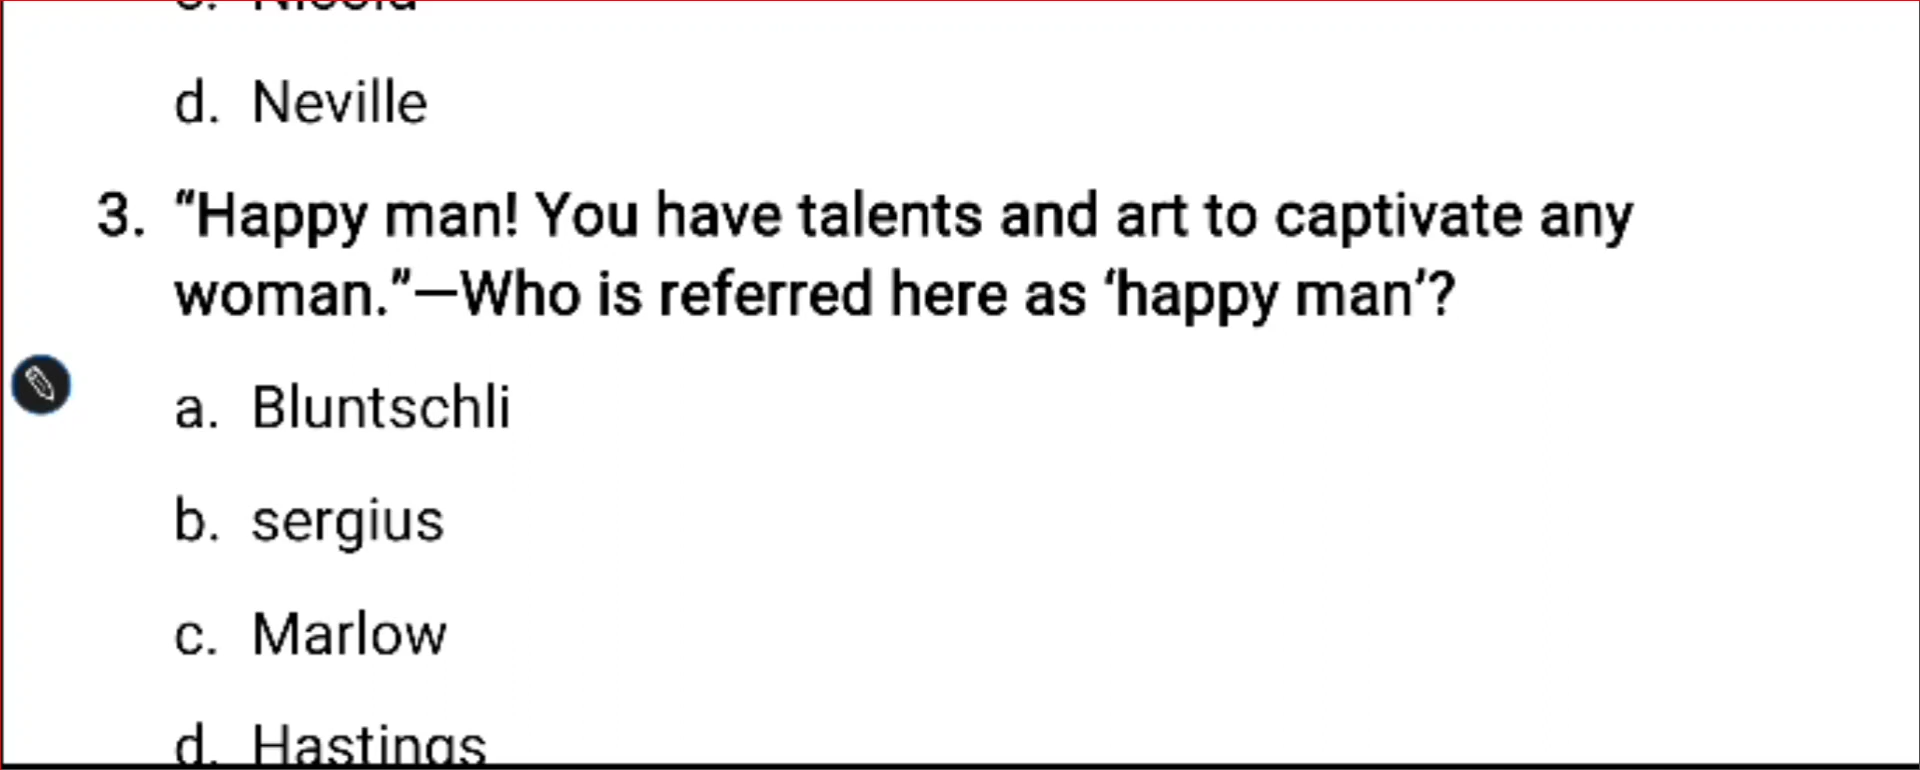 d. Neville
3. “Happy man! You have talents and art to captivate any
woman.”—Who is referred here as ‘happy man’?
a. Bluntschli
b. sergius
c. Marlow
d. Hastings